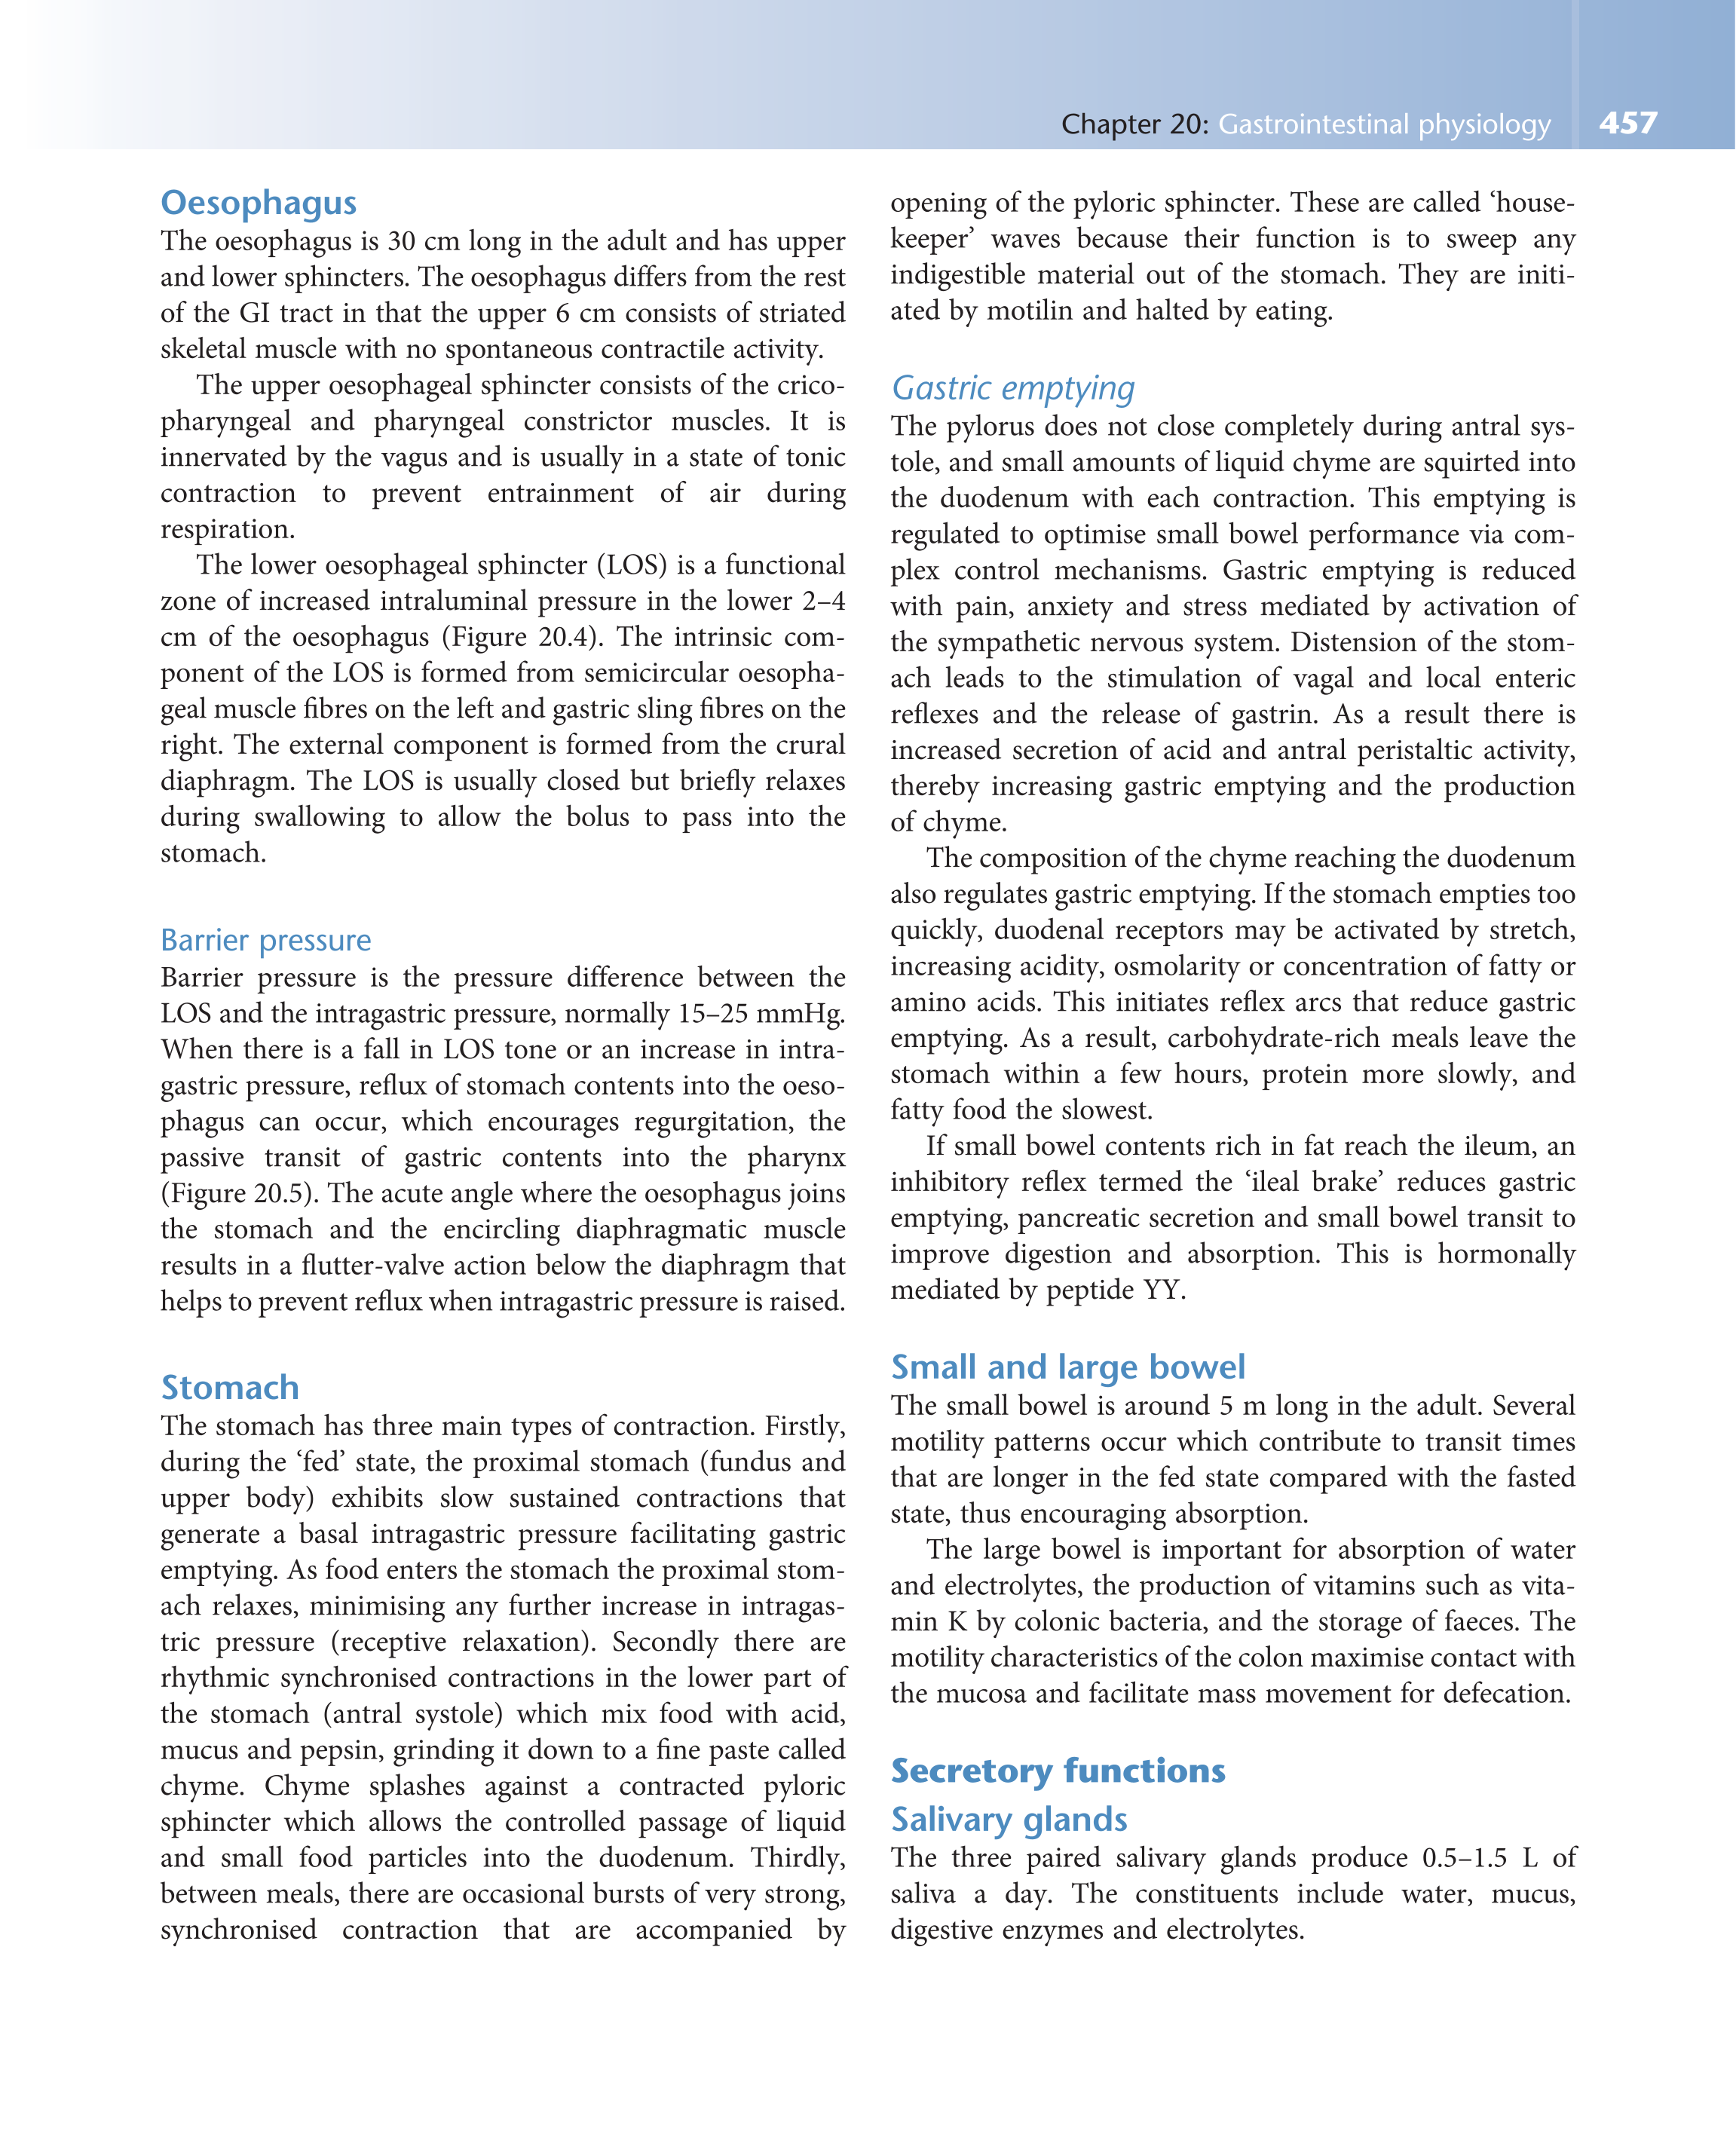 Chapter 20: Gastrointestinal physiology 457
Oesophagus
The oesophagus is 30 cm long in the adult and has upper
and lower sphincters. The oesophagus differs from the rest
of the GI tract in that the upper 6 cm consists of striated
skeletal muscle with no spontaneous contractile activity.
The upper oesophageal sphincter consists of the crico-
pharyngeal and pharyngeal constrictor muscles. It is
innervated by the vagus and is usually in a state of tonic
contraction to prevent entrainment of air during
respiration.
The lower oesophageal sphincter (LOS) is a functional
zone of increased intraluminal pressure in the lower 2–4
cm of the oesophagus (Figure 20.4). The intrinsic com-
ponent of the LOS is formed from semicircular oesopha-
geal muscle fibres on the left and gastric sling fibres on the
right. The external component is formed from the crural
diaphragm. The LOS is usually closed but briefly relaxes
during swallowing to allow the bolus to pass into the
stomach.
Barrier pressure
Barrier pressure is the pressure difference between the
LOS and the intragastric pressure, normally 15–25 mmHg.
When there is a fall in LOS tone or an increase in intra-
gastric pressure, reflux of stomach contents into the oeso-
phagus can occur, which encourages regurgitation, the
passive transit of gastric contents into the pharynx
(Figure 20.5). The acute angle where the oesophagus joins
the stomach and the encircling diaphragmatic muscle
results in a flutter-valve action below the diaphragm that
helps to prevent reflux when intragastric pressure is raised.
Stomach
The stomach has three main types of contraction. Firstly,
during the ‘fed’ state, the proximal stomach (fundus and
upper body) exhibits slow sustained contractions that
generate a basal intragastric pressure facilitating gastric
emptying. As food enters the stomach the proximal stom-
ach relaxes, minimising any further increase in intragas-
tric pressure (receptive relaxation). Secondly there are
rhythmic synchronised contractions in the lower part of
the stomach (antral systole) which mix food with acid,
mucus and pepsin, grinding it down to a fine paste called
chyme. Chyme splashes against a contracted pyloric
sphincter which allows the controlled passage of liquid
and small food particles into the duodenum. Thirdly,
between meals, there are occasional bursts of very strong,
synchronised contraction that are accompanied by
opening of the pyloric sphincter. These are called ‘house-
keeper’ waves because their function is to sweep any
indigestible material out of the stomach. They are initi-
ated by motilin and halted by eating.
Gastric emptying
The pylorus does not close completely during antral sys-
tole, and small amounts of liquid chyme are squirted into
the duodenum with each contraction. This emptying is
regulated to optimise small bowel performance via com-
plex control mechanisms. Gastric emptying is reduced
with pain, anxiety and stress mediated by activation of
the sympathetic nervous system. Distension of the stom-
ach leads to the stimulation of vagal and local enteric
reflexes and the release of gastrin. As a result there is
increased secretion of acid and antral peristaltic activity,
thereby increasing gastric emptying and the production
of chyme.
The composition of the chyme reaching the duodenum
also regulates gastric emptying. If the stomach empties too
quickly, duodenal receptors may be activated by stretch,
increasing acidity, osmolarity or concentration of fatty or
amino acids. This initiates reflex arcs that reduce gastric
emptying. As a result, carbohydrate-rich meals leave the
stomach within a few hours, protein more slowly, and
fatty food the slowest.
If small bowel contents rich in fat reach the ileum, an
inhibitory reflex termed the ‘ileal brake’ reduces gastric
emptying, pancreatic secretion and small bowel transit to
improve digestion and absorption. This is hormonally
mediated by peptide YY.
Small and large bowel
The small bowel is around 5 m long in the adult. Several
motility patterns occur which contribute to transit times
that are longer in the fed state compared with the fasted
state, thus encouraging absorption.
The large bowel is important for absorption of water
and electrolytes, the production of vitamins such as vita-
min K by colonic bacteria, and the storage of faeces. The
motility characteristics of the colon maximise contact with
the mucosa and facilitate mass movement for defecation.
Secretory functions
Salivary glands
The three paired salivary glands produce 0.5–1.5 L of
saliva a day. The constituents include water, mucus,
digestive enzymes and electrolytes.